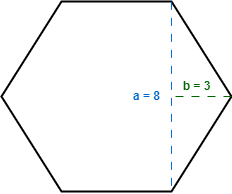 b = 3
a = 8